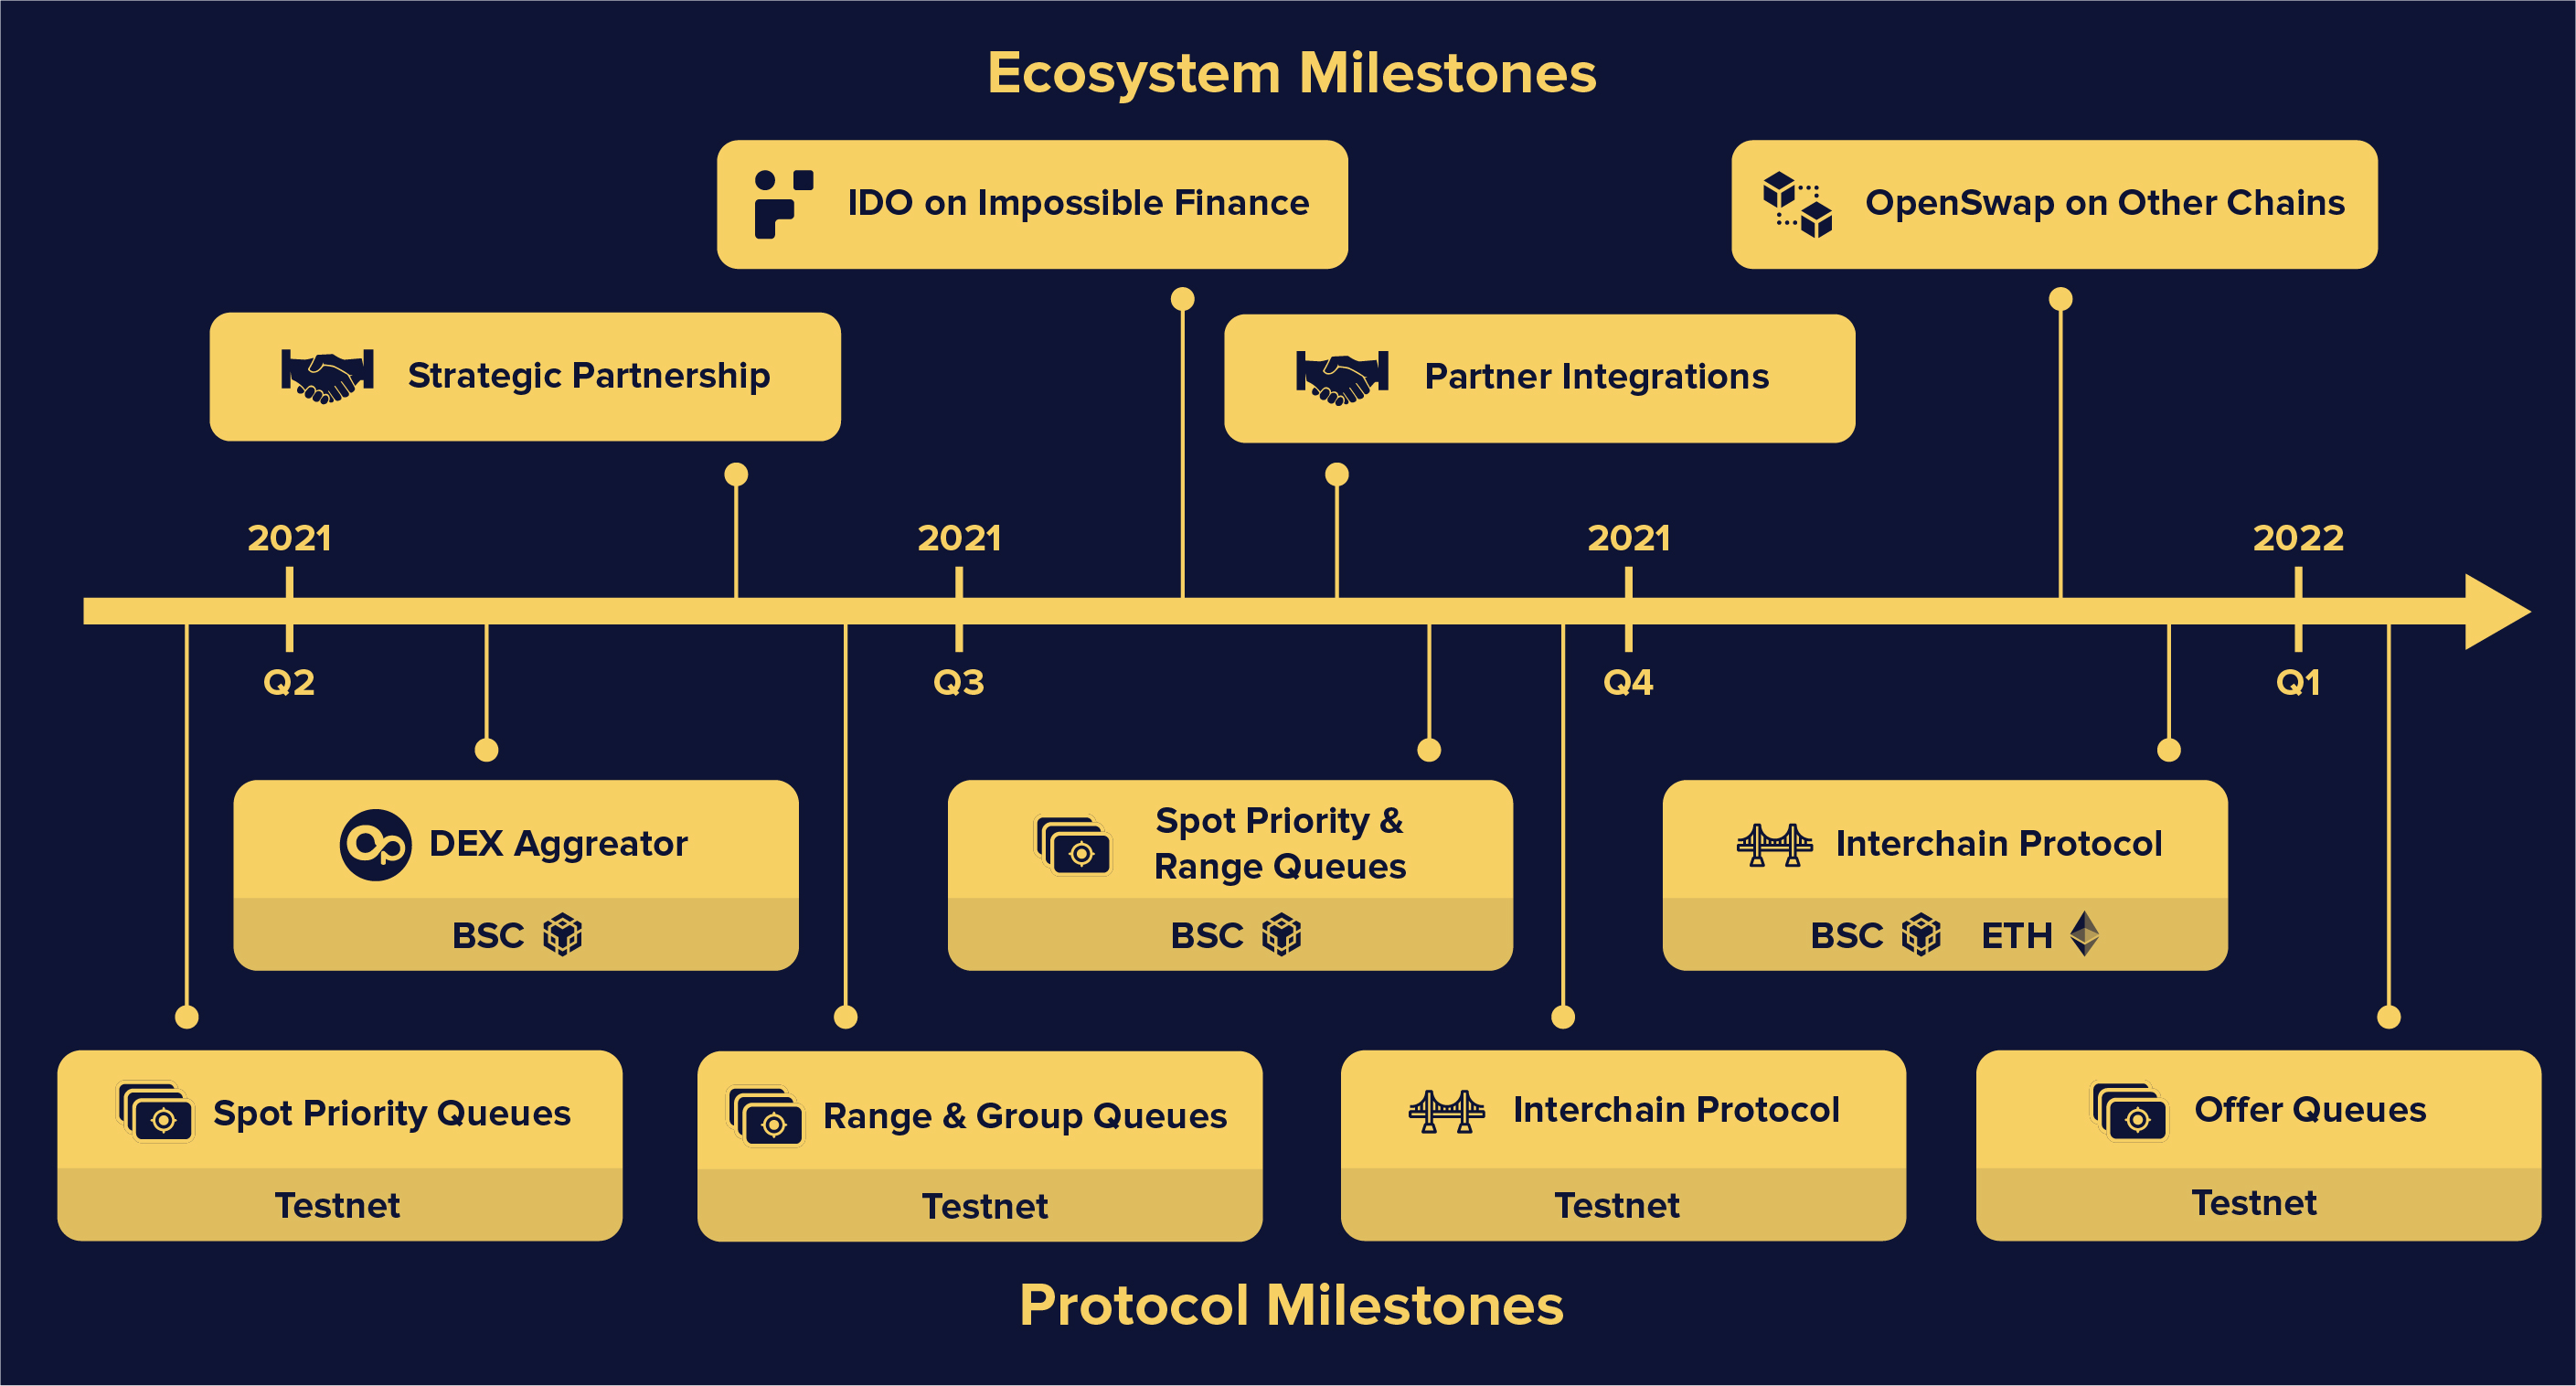 Ecosystem Milestones
IDO on Impossible Finance
OpenSwap on Other Chains
Strategic Partnership
Partner Integrations
2021
2021
2021
2022
Q2
Q3
Q4
Q1
DEX Aggreator
BSC
Spot Priority &
Range Queues
BSC
Interchain Protocol
BSC ETH
Spot Priority Queues
Testnet
Range & Group Queues
Testnet
Interchain Protocol
Testnet
Offer Queues
Testnet
Protocol Milestones